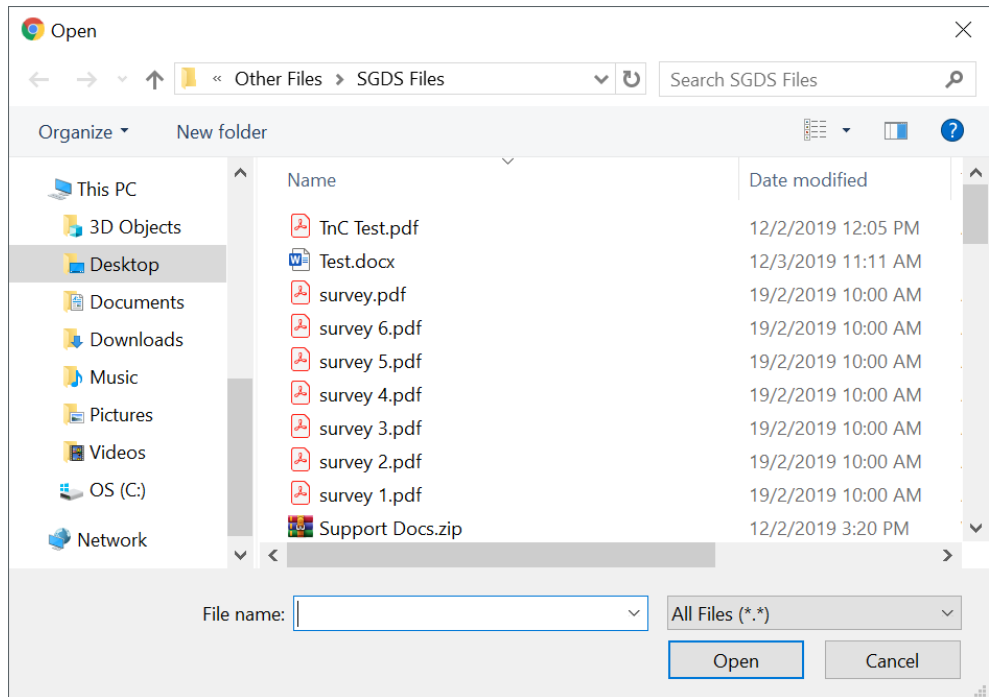 Open
« Other Files > SGDS Files
Search SGDS Files
Organize
New folder
?
This PC
3D Objects
Desktop
Documents
Downloads
Music
Pictures
Videos
OS (C:)
Network
Name Date modified
TnC Test.pdf 12/2/2019 12:05 PM
Test.docx 12/3/2019 11:11 AM
survey.pdf 19/2/2019 10:00 AM
survey 6.pdf 19/2/2019 10:00 AM
survey 5.pdf 19/2/2019 10:00 AM
survey 4.pdf 19/2/2019 10:00 AM
survey 3.pdf 19/2/2019 10:00 AM
survey 2.pdf 19/2/2019 10:00 AM
survey 1.pdf 19/2/2019 10:00 AM
Support Docs.zip 12/2/2019 3:20 PM
File name:
All Files (*.*)
Open
Cancel